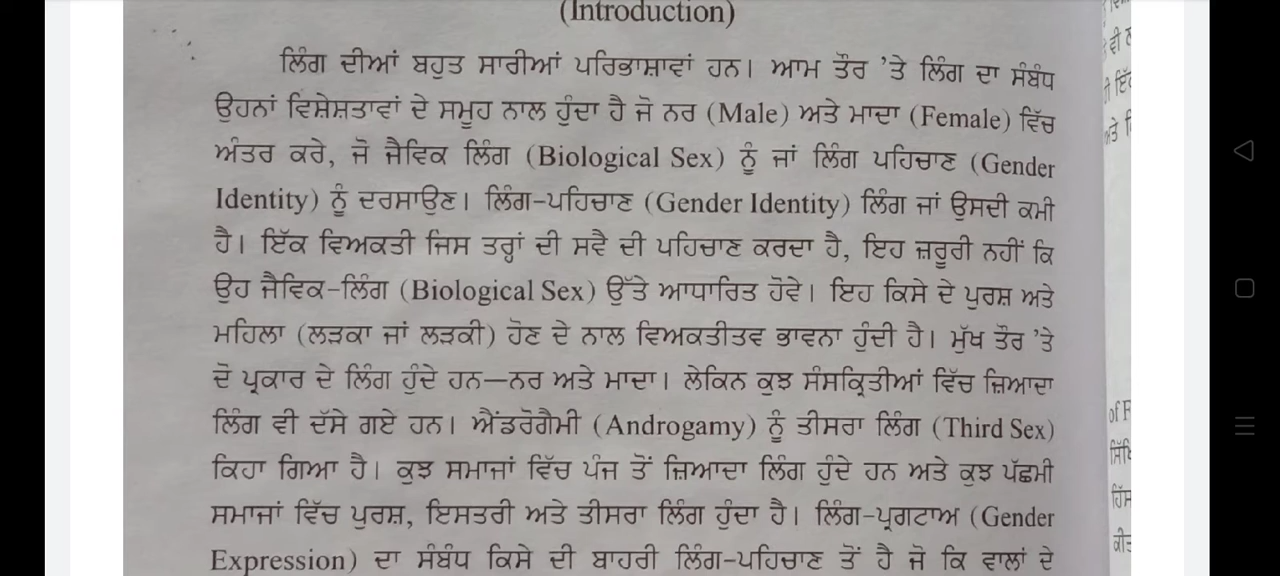 (Introduction)
ਲਿੰਗ ਦੀਆਂ ਬਹੁਤ ਸਾਰੀਆਂ ਪਰਿਭਾਸ਼ਾਵਾਂ ਹਨ। ਆਮ ਤੌਰ ’ਤੇ ਲਿੰਗ ਦਾ ਸੰਬੰਧ
ਉਹਨਾਂ ਵਿਸ਼ੇਸ਼ਤਾਵਾਂ ਦੇ ਸਮੂਹ ਨਾਲ ਹੁੰਦਾ ਹੈ ਜੋ ਨਰ (Male) ਅਤੇ ਮਾਦਾ (Female) ਵਿੱਚ
ਅੰਤਰ ਕਰੇ, ਜੋ ਜੈਵਿਕ ਲਿੰਗ (Biological Sex) ਨੂੰ ਜਾਂ ਲਿੰਗ ਪਹਿਚਾਣ (Gender
Identity) ਨੂੰ ਦਰਸਾਉਣ। ਲਿੰਗ-ਪਹਿਚਾਣ (Gender Identity) ਲਿੰਗ ਜਾਂ ਉਸਦੀ ਕਮੀ
ਹੈ। ਇੱਕ ਵਿਅਕਤੀ ਜਿਸ ਤਰ੍ਹਾਂ ਦੀ ਸਵੈ ਦੀ ਪਹਿਚਾਣ ਕਰਦਾ ਹੈ, ਇਹ ਜ਼ਰੂਰੀ ਨਹੀਂ ਕਿ
ਉਹ ਜੈਵਿਕ-ਲਿੰਗ (Biological Sex) ਉੱਤੇ ਆਧਾਰਿਤ ਹੋਵੇ। ਇਹ ਕਿਸੇ ਦੇ ਪੁਰਸ਼ ਅਤੇ
ਮਹਿਲਾ (ਲੜਕਾ ਜਾਂ ਲੜਕੀ) ਹੋਣ ਦੇ ਨਾਲ ਵਿਅਕਤੀਤਵ ਭਾਵਨਾ ਹੁੰਦੀ ਹੈ। ਮੁੱਖ ਤੌਰ ’ਤੇ
ਦੋ ਪ੍ਰਕਾਰ ਦੇ ਲਿੰਗ ਹੁੰਦੇ ਹਨ—ਨਰ ਅਤੇ ਮਾਦਾ। ਲੇਕਿਨ ਕੁਝ ਸੰਸਕ੍ਰਿਤੀਆਂ ਵਿੱਚ ਜ਼ਿਆਦਾ
ਲਿੰਗ ਵੀ ਦੱਸੇ ਗਏ ਹਨ। ਐਂਡਰੋਗੈਮੀ (Androgamy) ਨੂੰ ਤੀਸਰਾ ਲਿੰਗ (Third Sex)
ਕਿਹਾ ਗਿਆ ਹੈ। ਕੁਝ ਸਮਾਜਾਂ ਵਿੱਚ ਪੰਜ ਤੋਂ ਜ਼ਿਆਦਾ ਲਿੰਗ ਹੁੰਦੇ ਹਨ ਅਤੇ ਕੁਝ ਪੱਛਮੀ
ਸਮਾਜਾਂ ਵਿੱਚ ਪੁਰਸ਼, ਇਸਤਰੀ ਅਤੇ ਤੀਸਰਾ ਲਿੰਗ ਹੁੰਦਾ ਹੈ। ਲਿੰਗ-ਪ੍ਰਗਟਾਅ (Gender
Expression) ਦਾ ਸੰਬੰਧ ਕਿਸੇ ਦੀ ਬਾਹਰੀ ਲਿੰਗ-ਪਹਿਚਾਣ ਤੋਂ ਹੈ ਜੋ ਕਿ ਵਾਲਾਂ ਦੇ